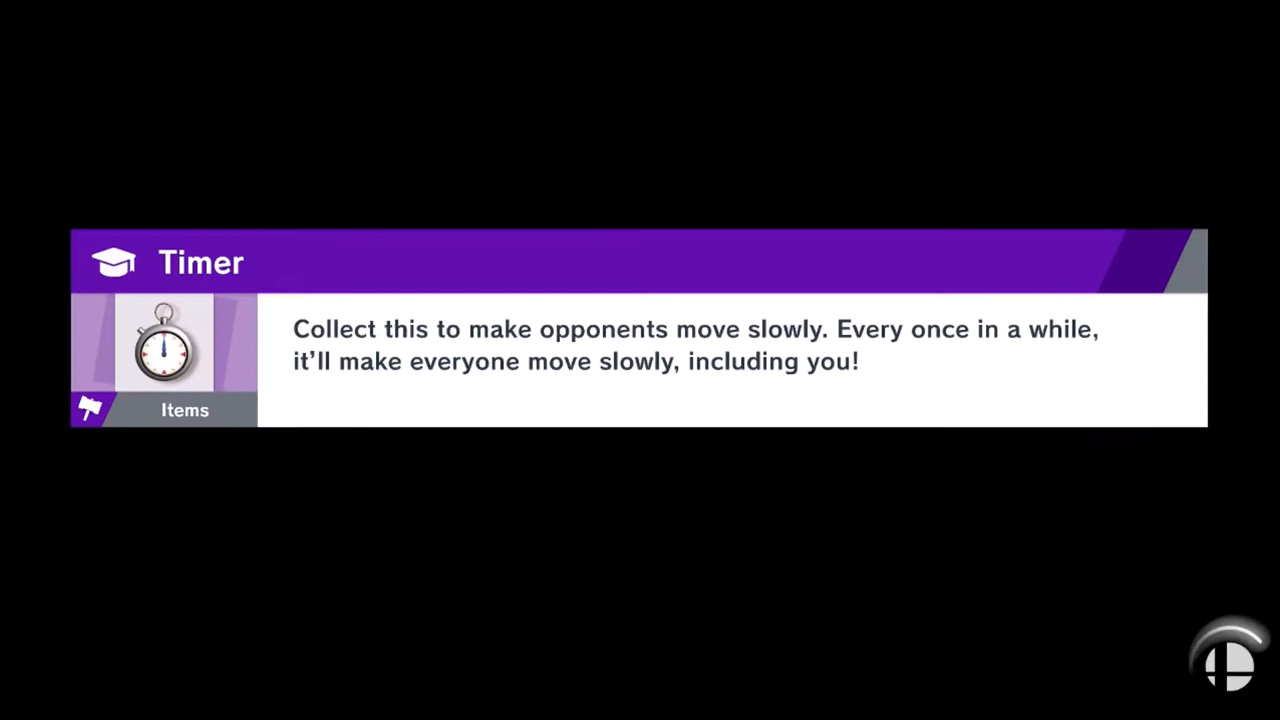 Timer
Collect this to make opponents move slowly. Every once in a while,
it’ll make everyone move slowly, including you!
Items